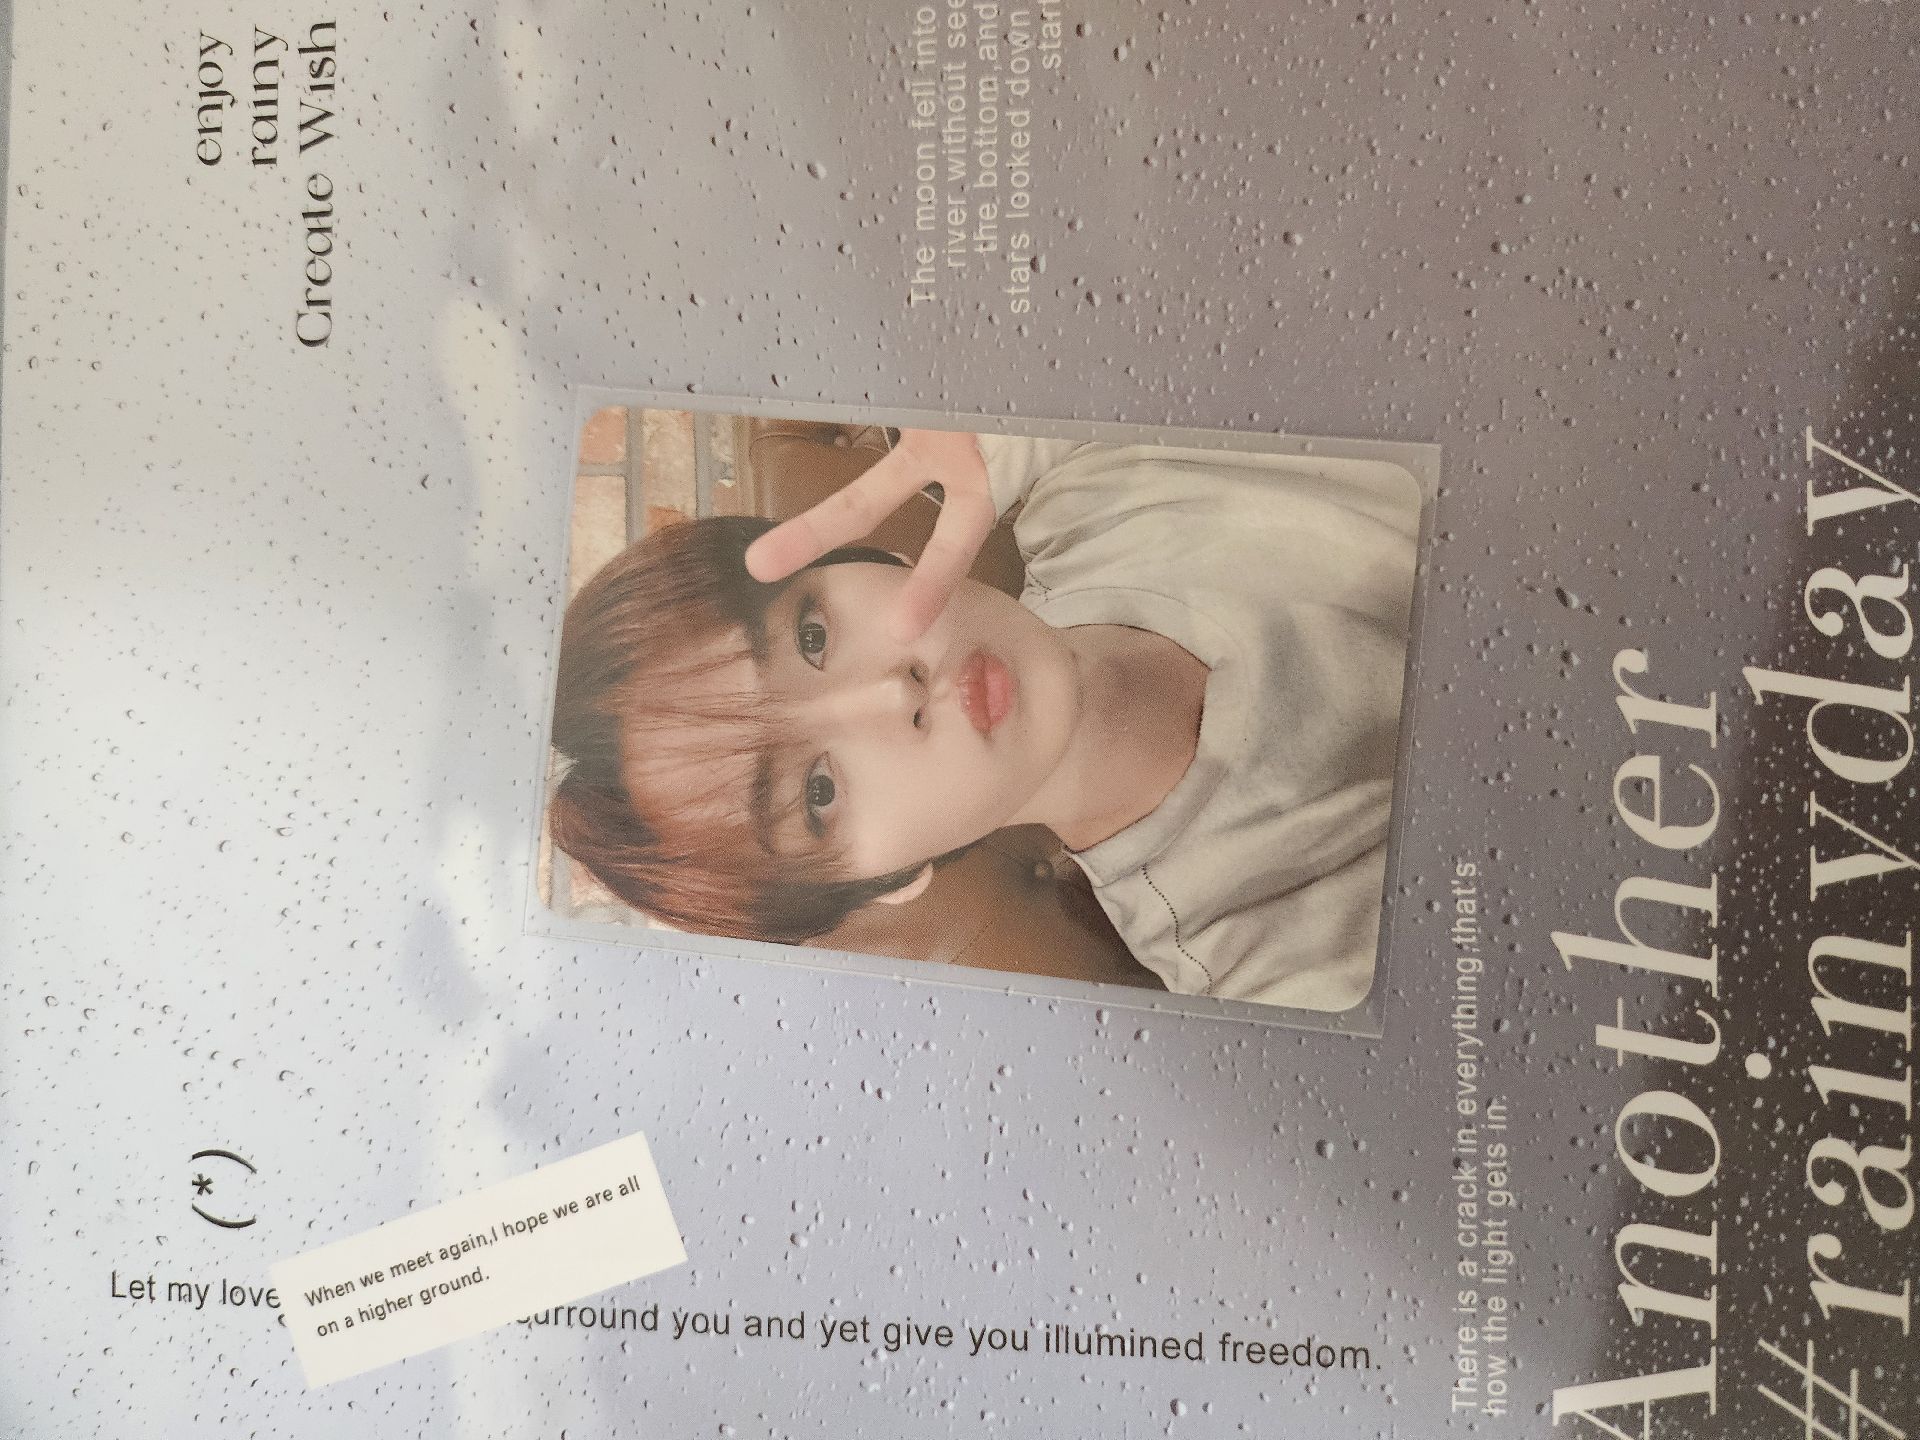 enjoy
rainy
Create Wish
The moon fell into
river without see
the bottom,and
stars looked down
start
(*)
Let my love
surround you and yet give you illumined freedom.
When we meet again,I hope we are all
on a higher ground.
There is a crack in everything,that's
how the light gets in.
Another
#rainyday